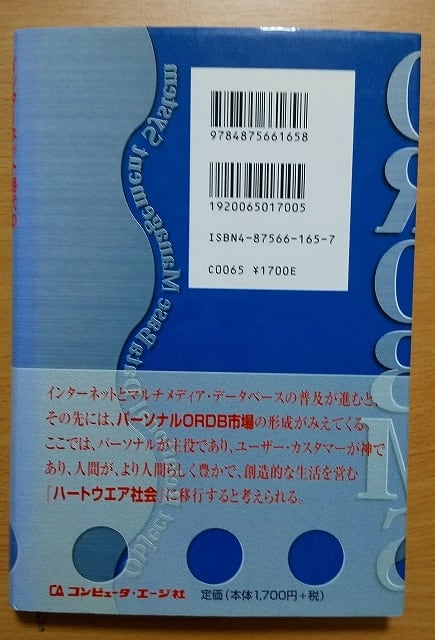 9784875661658
1920065017005
ISBN4-87566-165-7
C0065 ¥1700E
ORDBMS
DataBase Management System
Object
インターネットとマルチメディア・データベースの普及が進むと、
その先には、パーソナルORDB市場の形成がみえてくる。
ここでは、パーソナルが主役であり、ユーザー・カスタマーが神で
あり、人間が、より人間らしく豊かで、創造的な生活を営む
『ハートウエア社会』に移行すると考えられる。
CA コンピュータ・エージ社
定価（本体1,700円+税）